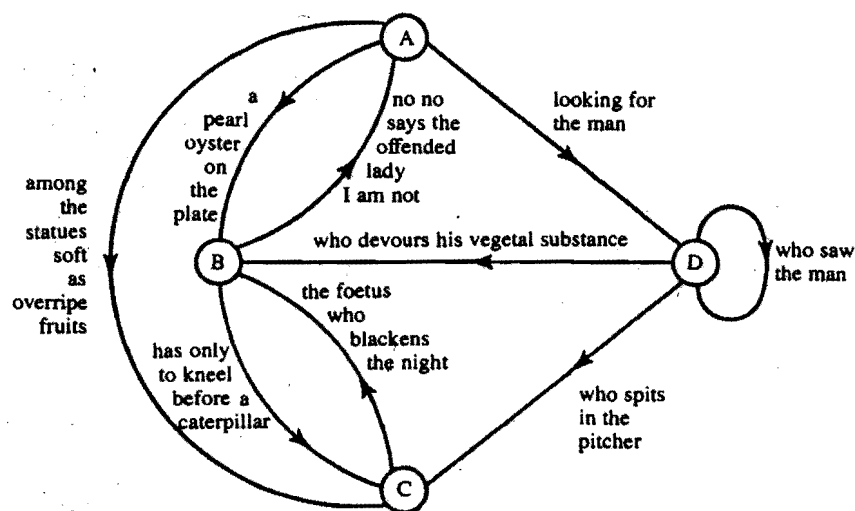 A
a
pearl
oyster
on
the
plate
no no
says the
offended
lady
I am not
looking for
the man
among
the
statues
soft
as
overripe
fruits
B
who devours his vegetal substance
D
who saw
the man
the foetus
who
blackens
the night
has only
to kneel
before a
caterpillar
who spits
in the
pitcher
C